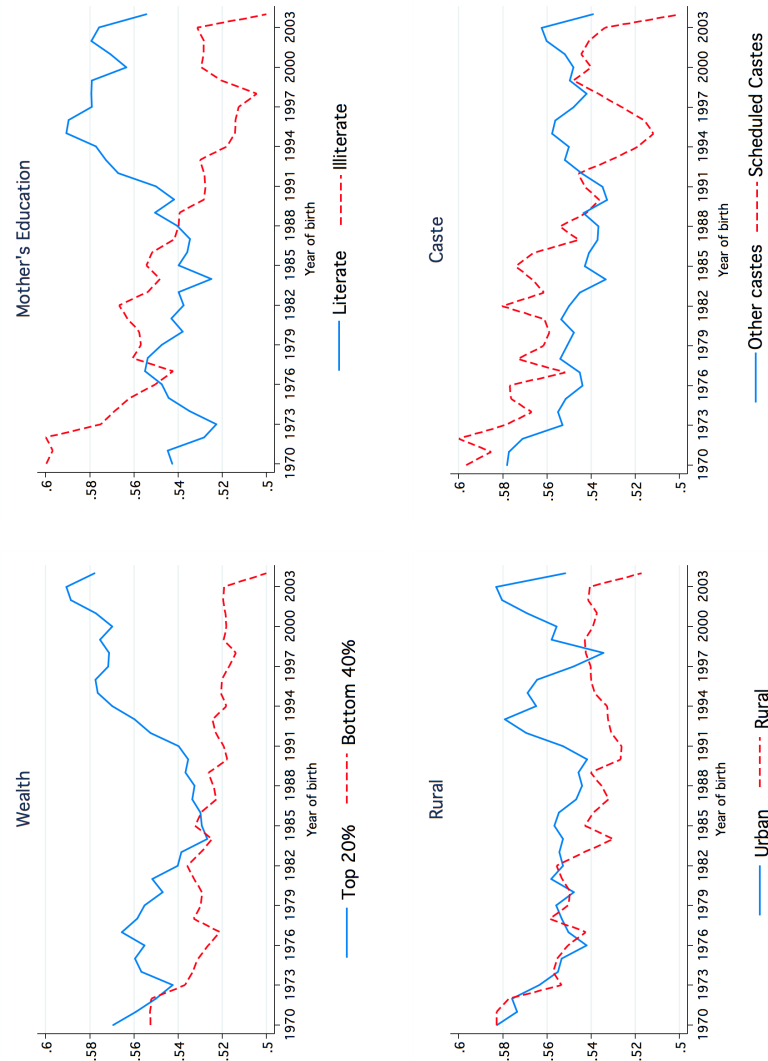 Wealth
.6
.58
.56
.54
.52
.5
1970 1973 1976 1979 1982 1985 1988 1991 1994 1997 2000 2003
Year of birth
Top 20% Bottom 40%
Mother's Education
.6
.58
.56
.54
.52
.5
1970 1973 1976 1979 1982 1985 1988 1991 1994 1997 2000 2003
Year of birth
Literate Illiterate
Rural
.6
.58
.56
.54
.52
.5
1970 1973 1976 1979 1982 1985 1988 1991 1994 1997 2000 2003
Year of birth
Urban Rural
Caste
.6
.58
.56
.54
.52
.5
1970 1973 1976 1979 1982 1985 1988 1991 1994 1997 2000 2003
Year of birth
Other castes Scheduled Castes